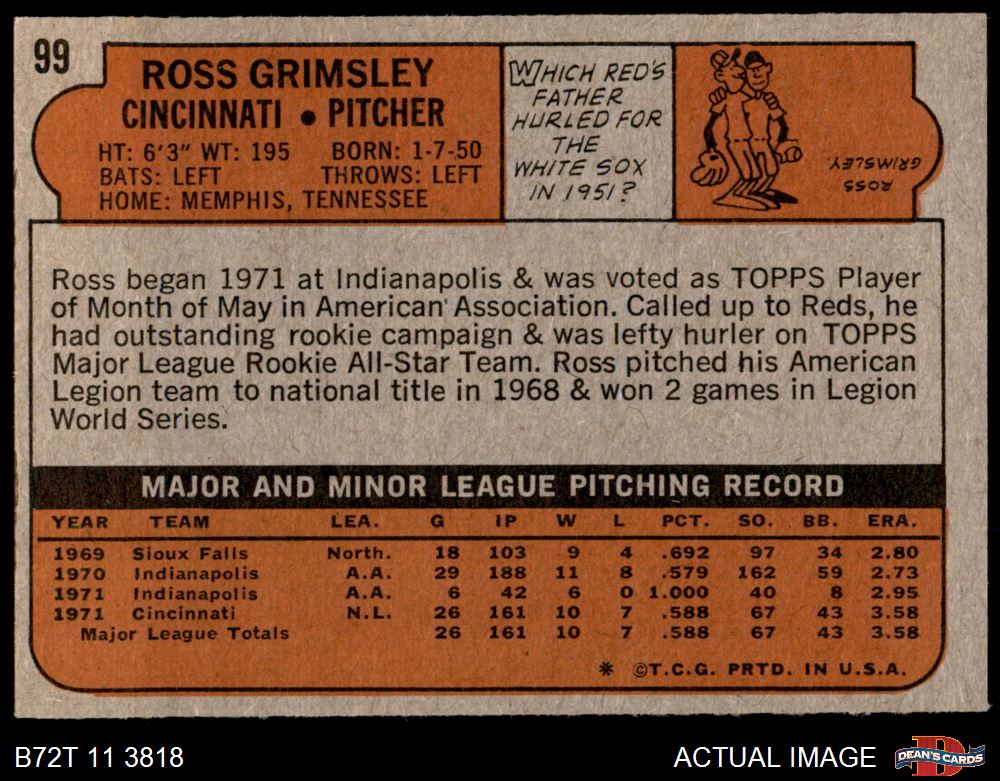 99
ROSS GRIMSLEY
CINCINNATI • PITCHER
HT: 6'3" WT: 195 BORN: 1-7-50
BATS: LEFT THROWS: LEFT
HOME: MEMPHIS, TENNESSEE
WHICH RED'S
FATHER
HURLED FOR
THE
WHITE SOX
IN 1951?
ROSS
GRIMSLEY.
Ross began 1971 at Indianapolis & was voted as TOPPS Player
of Month of May in American Association. Called up to Reds, he
had outstanding rookie campaign & was lefty hurler on TOPPS
Major League Rookie All-Star Team. Ross pitched his American
Legion team to national title in 1968 & won 2 games in Legion
World Series.
MAJOR AND MINOR LEAGUE PITCHING RECORD
YEAR TEAM LEA. G IP W L PCT. SO. BB. ERA.
1969 Sioux Falls North. 18 103 9 4 .692 97 34 2.80
1970 Indianapolis A.A. 29 188 11 8 .579 162 59 2.73
1971 Indianapolis A.A. 6 42 6 0 1.000 40 8 2.95
1971 Cincinnati N.L. 26 161 10 7 .588 67 43 3.58
Major League Totals 26 161 10 7 .588 67 43 3.58
* ©T.C.G. PRTD. IN U.S.A.
B72T 11 3818
ACTUAL IMAGE
DEAN'S CARDS